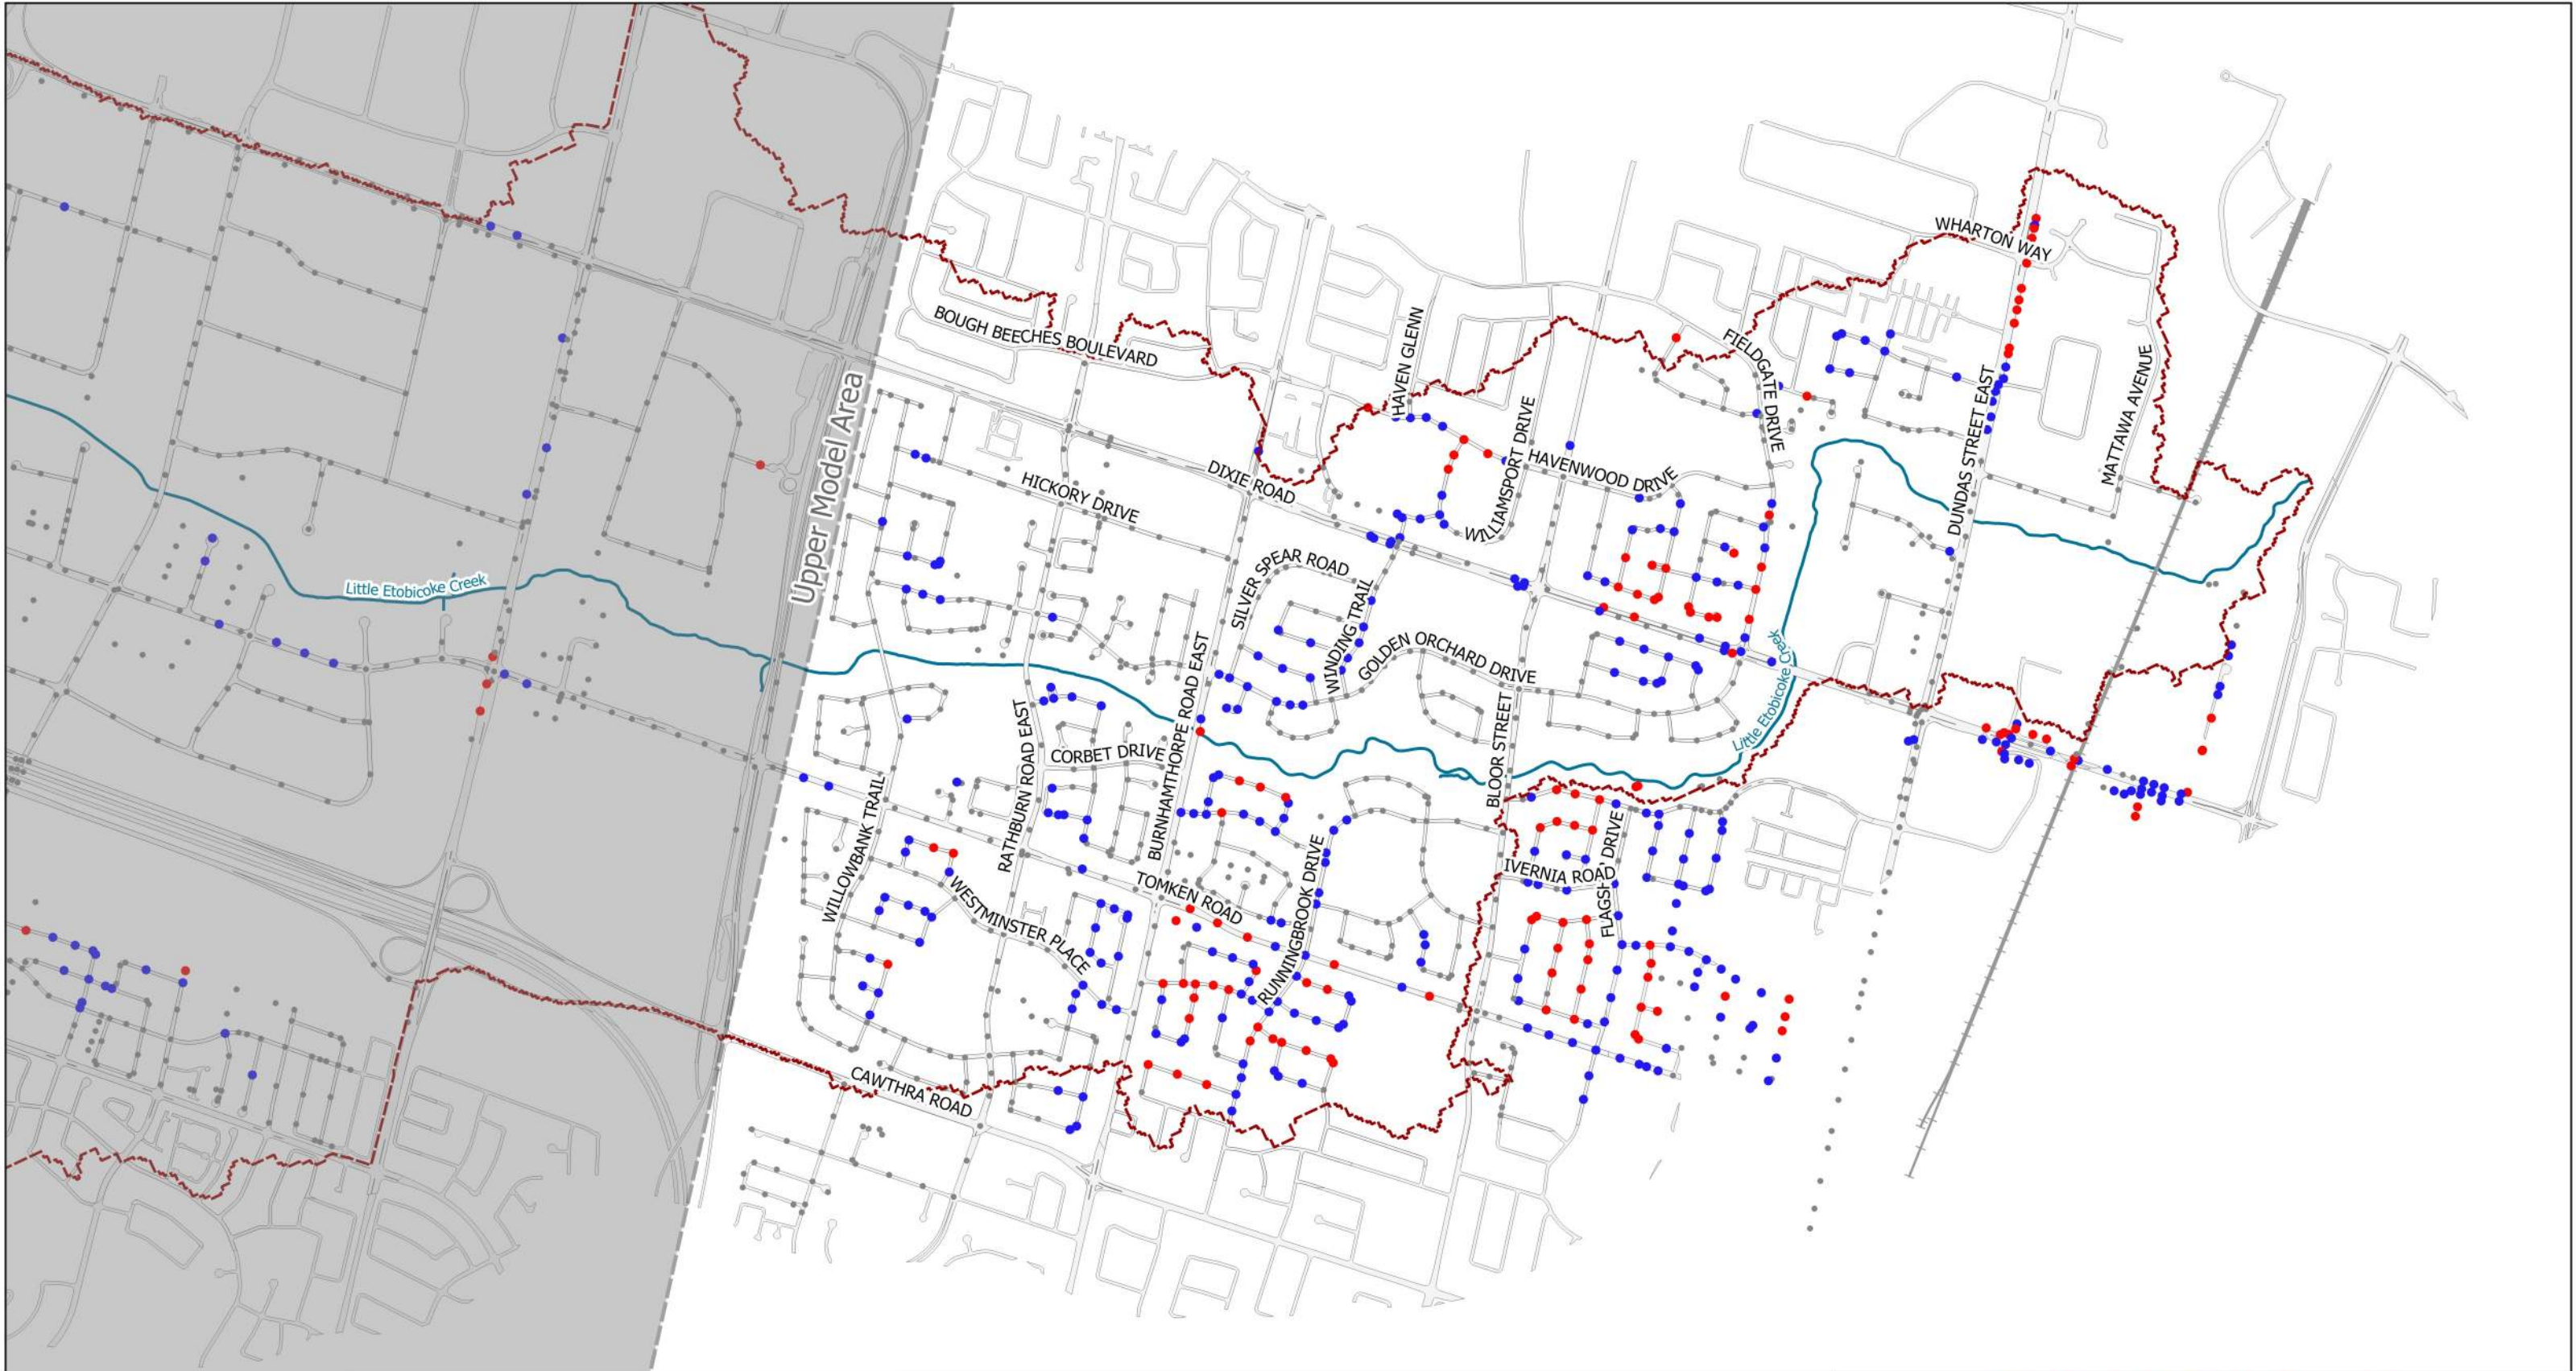 WHARTON WAY
BOUGH BEECHES BOULEVARD
HAVEN GLENN
FIELDGATE DRIVE
MATTAWA AVENUE
DUNDAS STREET EAST
Upper Model Area
WILLIAMSPORT DRIVE
HAVENWOOD DRIVE
DIXIE ROAD
HICKORY DRIVE
Little Etobicoke Creek
SILVER SPEAR ROAD
WINDING TRAIL
GOLDEN ORCHARD DRIVE
Little Etobicoke Creek
BURNHAMTHORPE ROAD EAST
RATHBURN ROAD EAST
CORBET DRIVE
BLOOR STREET
WILLOWBANK TRAIL
RUNNINGBROOK DRIVE
IVERNIA ROAD
DRIVE
TOMKEN ROAD
WESTMINSTER PLACE
CAWTHRA ROAD